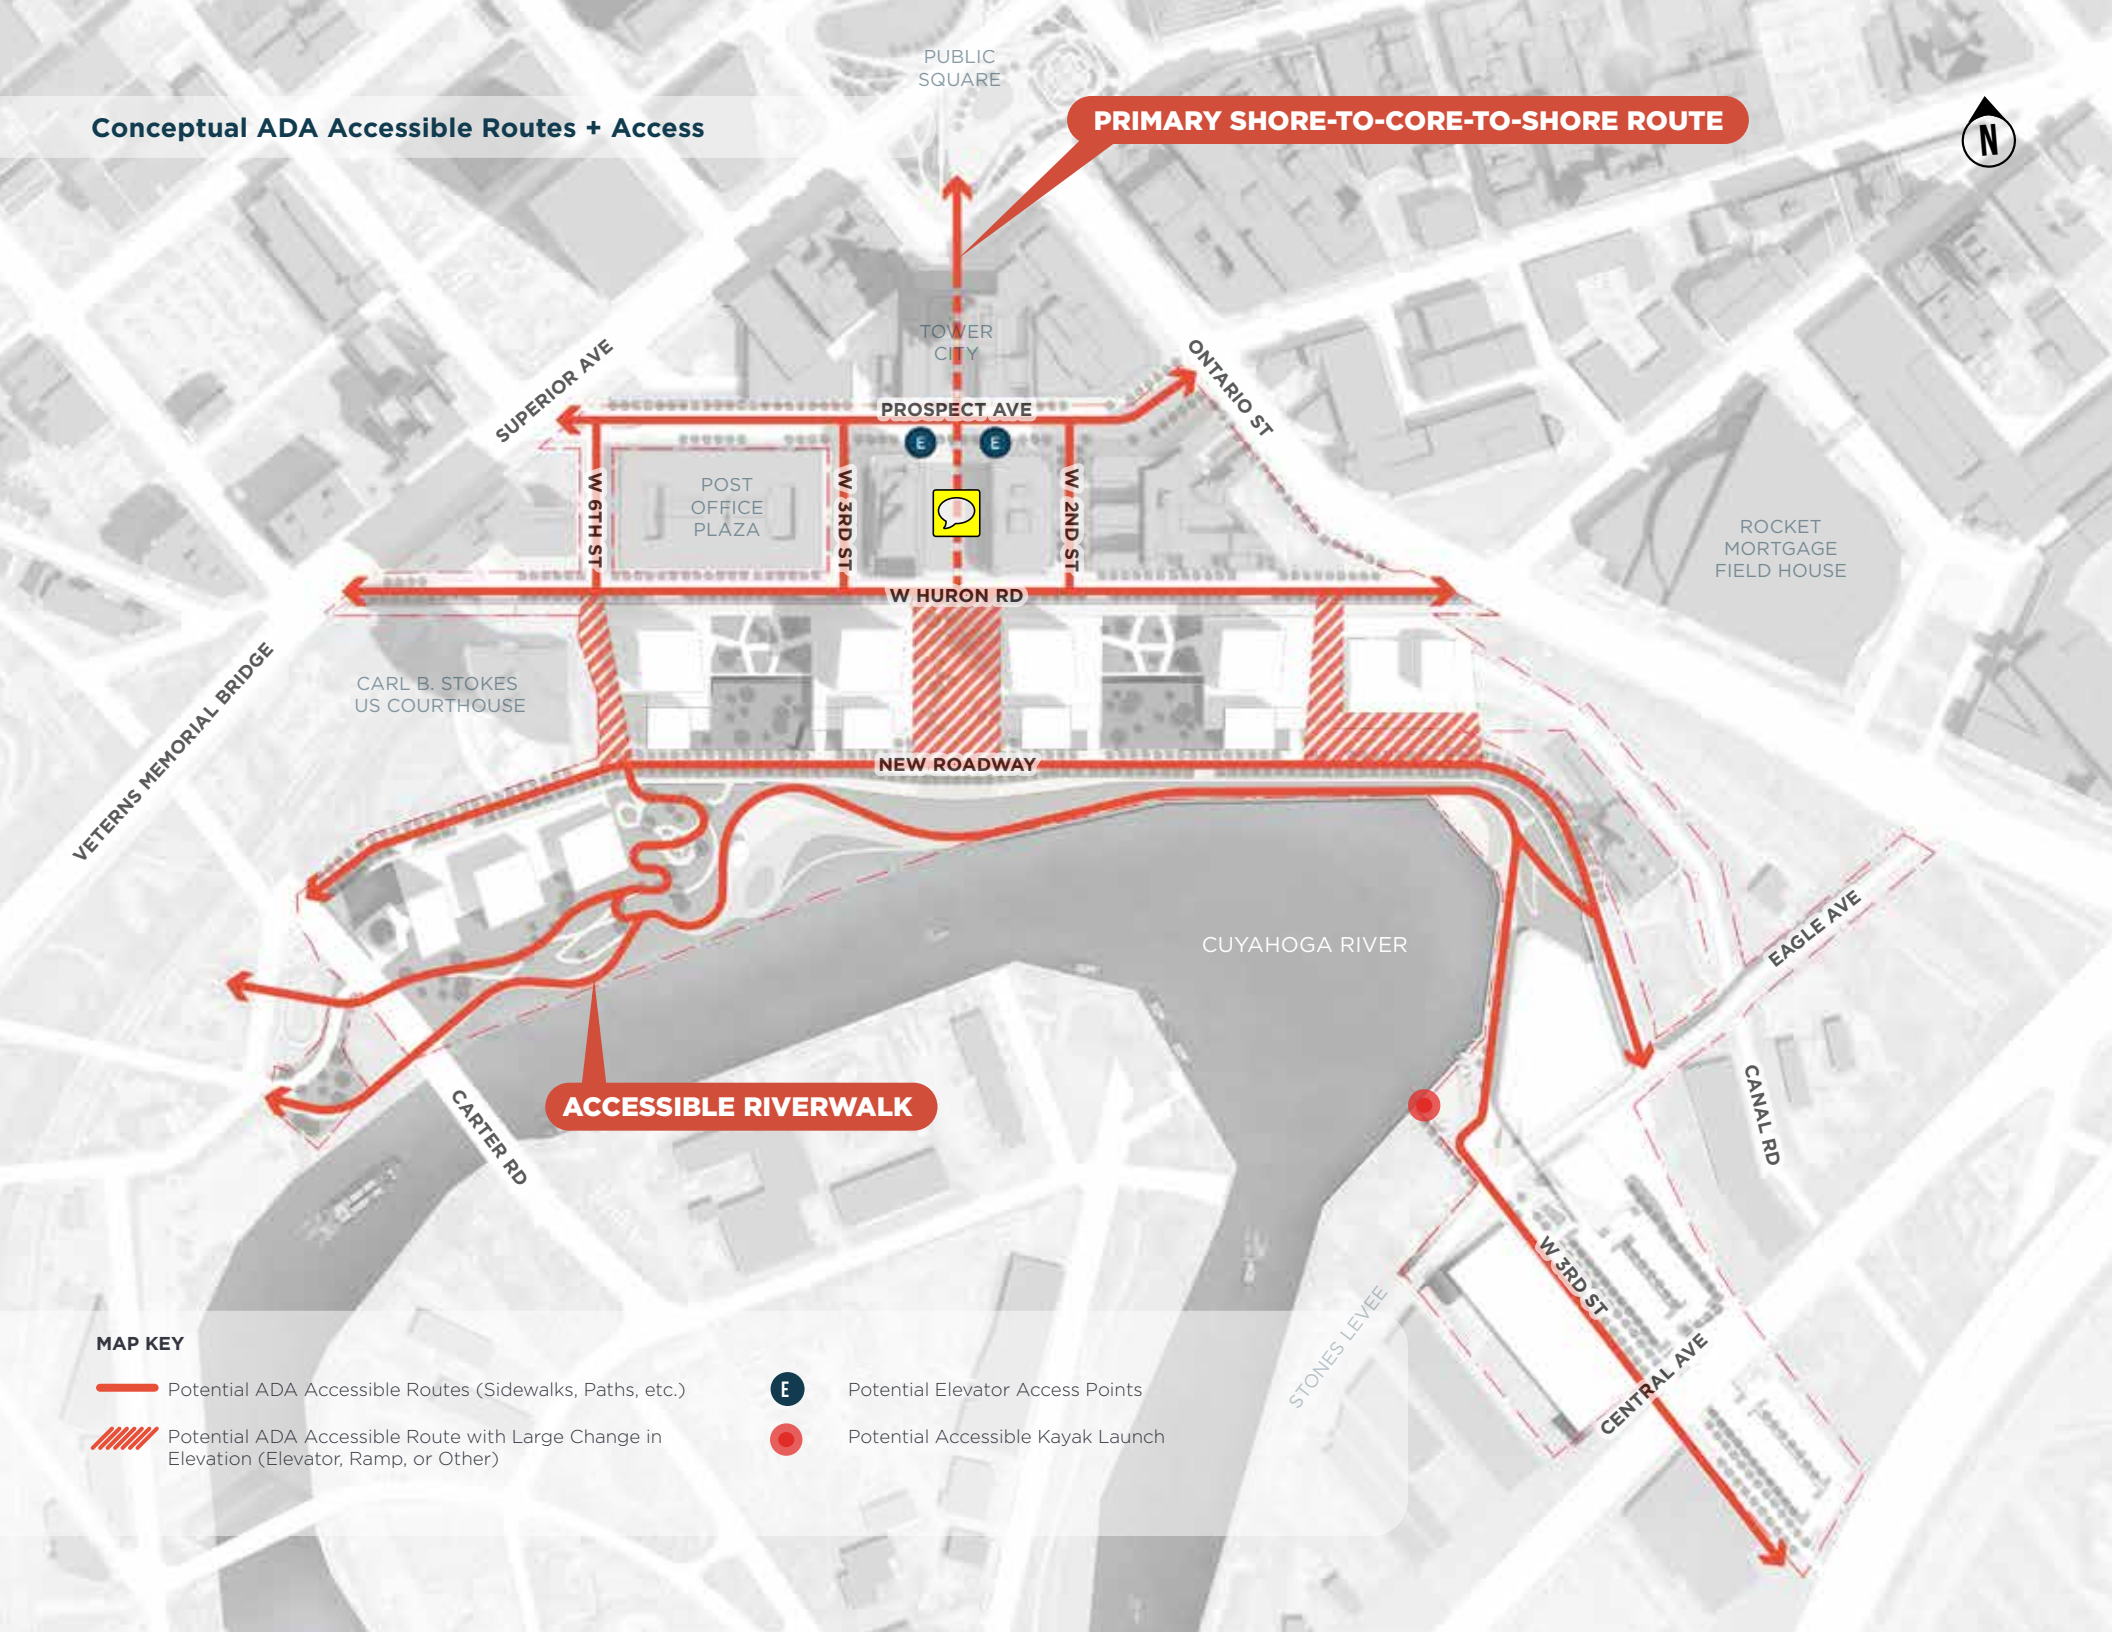 PUBLIC
SQUARE
Conceptual ADA Accessible Routes + Access
PRIMARY SHORE-TO-CORE-TO-SHORE ROUTE
N
TOWER
CITY
SUPERIOR AVE
ONTARIO ST
PROSPECT AVE
E
E
POST
OFFICE
PLAZA
W 6TH ST
W 3RD ST
W 2ND ST
ROCKET
MORTGAGE
FIELD HOUSE
W HURON RD
VETERNS MEMORIAL BRIDGE
CARL B. STOKES
US COURTHOUSE
NEW ROADWAY
CUYAHOGA RIVER
EAGLE AVE
ACCESSIBLE RIVERWALK
CARTER RD
CANAL RD
W 3RD ST
STONES LEVEE
CENTRAL AVE
MAP KEY
Potential ADA Accessible Routes (Sidewalks, Paths, etc.)
Potential ADA Accessible Route with Large Change in
Elevation (Elevator, Ramp, or Other)
E
Potential Elevator Access Points
Potential Accessible Kayak Launch